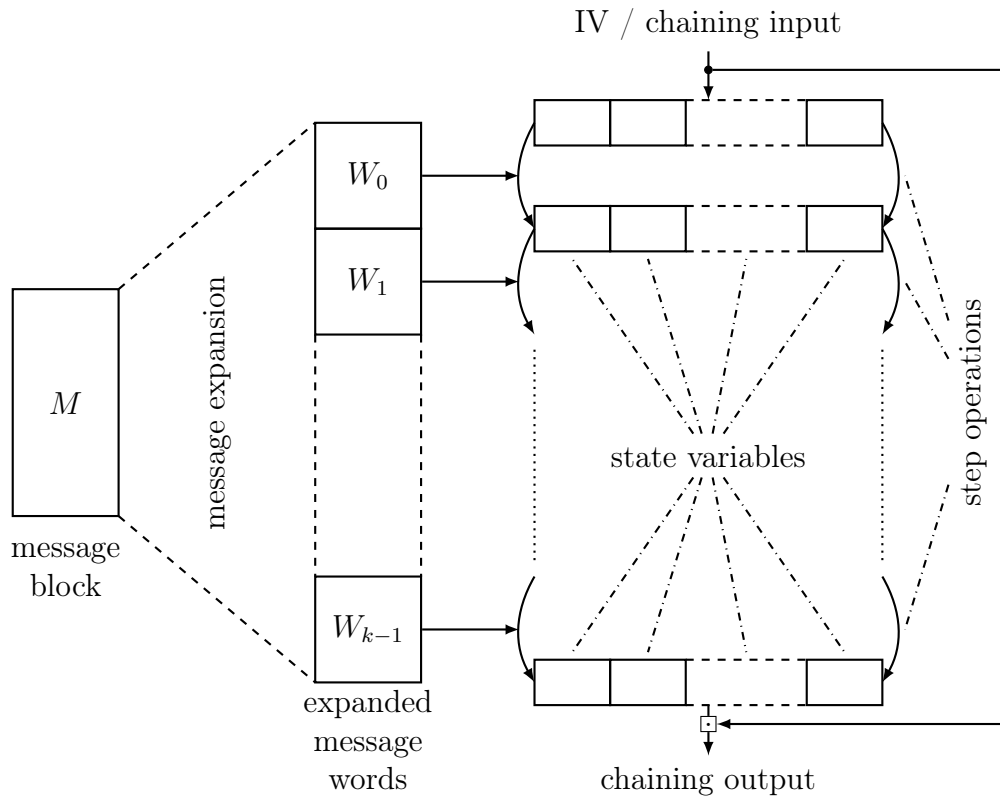 IV / chaining input
W₀
W₁
message expansion
M
state variables
step operations
message
block
Wₖ₋₁
expanded
message
words
chaining output